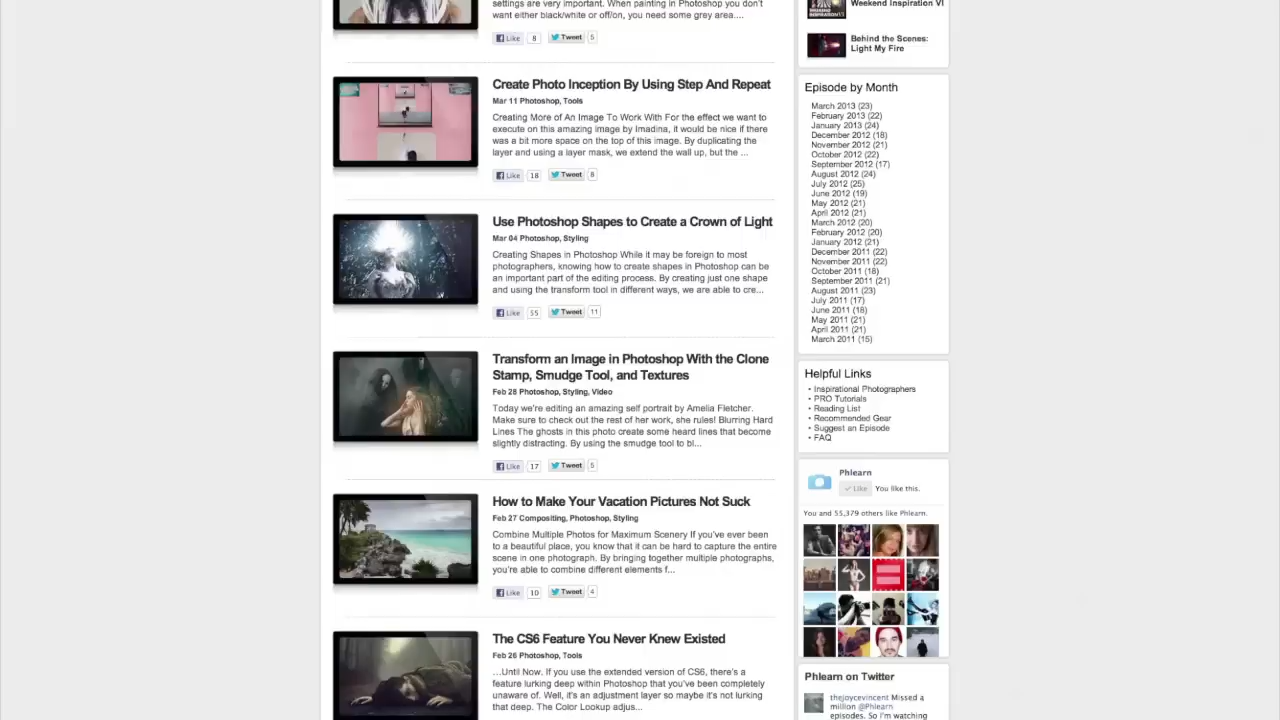 settings are very important. When painting in Photoshop you don't
want either black/white or off/on, you need some grey area....
Like 8 Tweet 5
Create Photo Inception By Using Step And Repeat
Mar 11 Photoshop, Tools
Creating More of An Image To Work With For the effect we want to
execute on this amazing image by Imadina, it would be nice if there
was a bit more space on the top of this image. By duplicating the
layer and using a layer mask, we extend the wall up, but the ...
Like 18 Tweet 8
Use Photoshop Shapes to Create a Crown of Light
Mar 04 Photoshop, Styling
Creating Shapes in Photoshop While it may be foreign to most
photographers, knowing how to create shapes in Photoshop can be
an important part of the editing process. By creating just one shape
and using the transform tool in different ways, we are able to cre...
Like 55 Tweet 11
Transform an Image in Photoshop With the Clone
Stamp, Smudge Tool, and Textures
Feb 28 Photoshop, Styling, Video
Today we're editing an amazing self portrait by Amelia Fletcher.
Make sure to check out the rest of her work, she rules! Blurring Hard
Lines The ghosts in this photo create some heard lines that become
slightly distracting. By using the smudge tool to bl...
Like 17 Tweet 5
How to Make Your Vacation Pictures Not Suck
Feb 27 Compositing, Photoshop, Styling
Combine Multiple Photos for Maximum Scenery If you've ever been
to a beautiful place, you know that it can be hard to capture the entire
scene in one photograph. By bringing together multiple photographs,
you're able to combine different elements f...
Like 10 Tweet 4
The CS6 Feature You Never Knew Existed
Feb 26 Photoshop, Tools
...Until Now. If you use the extended version of CS6, there's a
feature lurking deep within Photoshop that you've been completely
unaware of. Well, it's an adjustment layer so maybe it's not lurking
that deep. The Color Lookup adjus...
Weekend Inspiration VI
Behind the Scenes:
Light My Fire
Episode by Month
March 2013 (23)
February 2013 (22)
January 2013 (24)
December 2012 (18)
November 2012 (21)
October 2012 (22)
September 2012 (17)
August 2012 (24)
July 2012 (25)
June 2012 (19)
May 2012 (21)
April 2012 (21)
March 2012 (20)
February 2012 (20)
January 2012 (21)
December 2011 (22)
November 2011 (22)
October 2011 (18)
September 2011 (21)
August 2011 (23)
July 2011 (17)
June 2011 (18)
May 2011 (21)
April 2011 (21)
March 2011 (15)
Helpful Links
• Inspirational Photographers
• PRO Tutorials
• Reading List
• Recommended Gear
• Suggest an Episode
• FAQ
Phlearn
Like You like this.
You and 55,379 others like Phlearn.
Phlearn on Twitter
thejoycevincent Missed a
million @Phlearn
episodes. So I'm watching